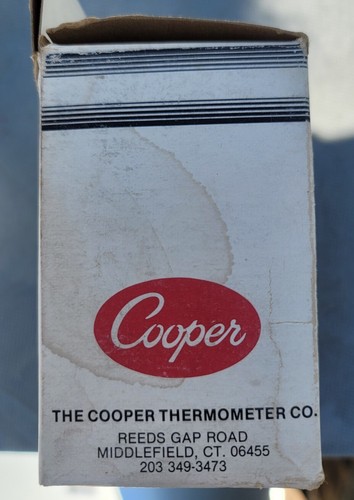 Cooper
THE COOPER THERMOMETER CO.
REEDS GAP ROAD
MIDDLEFIELD, CT. 06455
203 349-3473